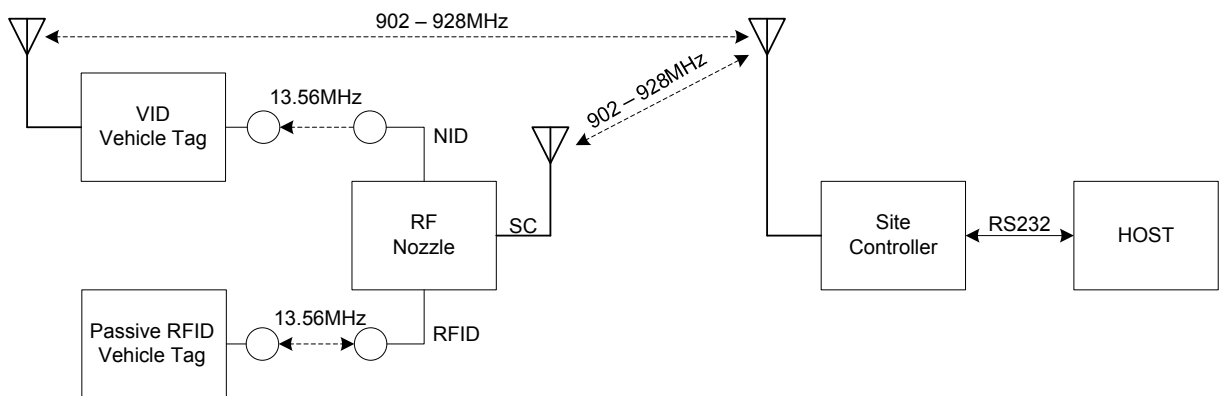 902 – 928MHz
902 – 928MHz
VID
Vehicle Tag
13.56MHz
NID
RF
Nozzle
SC
Site
Controller
RS232
HOST
Passive RFID
Vehicle Tag
13.56MHz
RFID